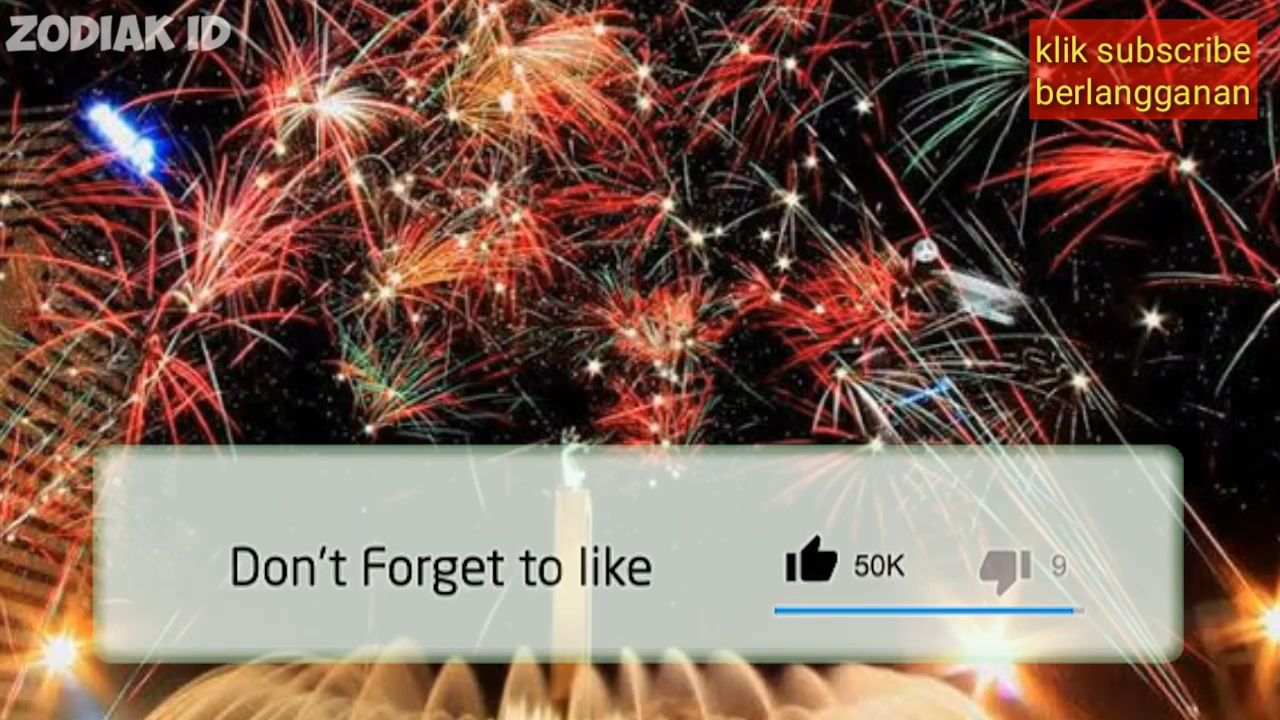 ZODIAK ID
klik subscribe
berlangganan
Don't Forget to like
50K
9